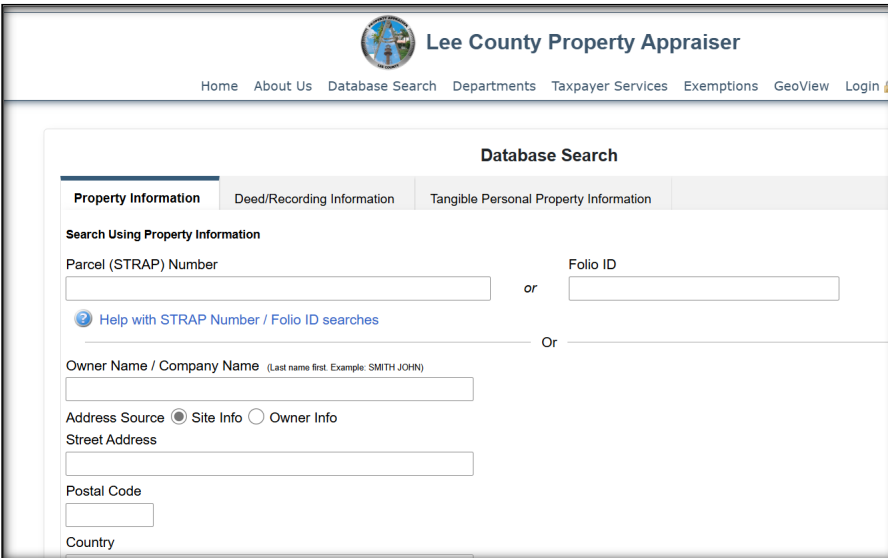 Lee County Property Appraiser
Home About Us Database Search Departments Taxpayer Services Exemptions GeoView Login
Database Search
Property Information Deed/Recording Information Tangible Personal Property Information
Search Using Property Information
Parcel (STRAP) Number Folio ID
or
Help with STRAP Number / Folio ID searches
Or
Owner Name / Company Name (Last name first. Example: SMITH JOHN)
Address Source Site Info Owner Info
Street Address
Postal Code
Country